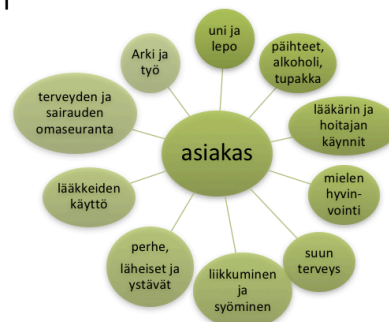 uni ja
lepo
päihteet,
alkoholi,
tupakka
lääkärin ja
hoitajan
käynnit
mielen
hyvin-
vointi
suun
terveys
liikkuminen
ja
syöminen
perhe,
läheiset ja
ystävät
lääkkeiden
käyttö
terveyden ja
sairauden
omaseuranta
Arki ja
työ
asiakas